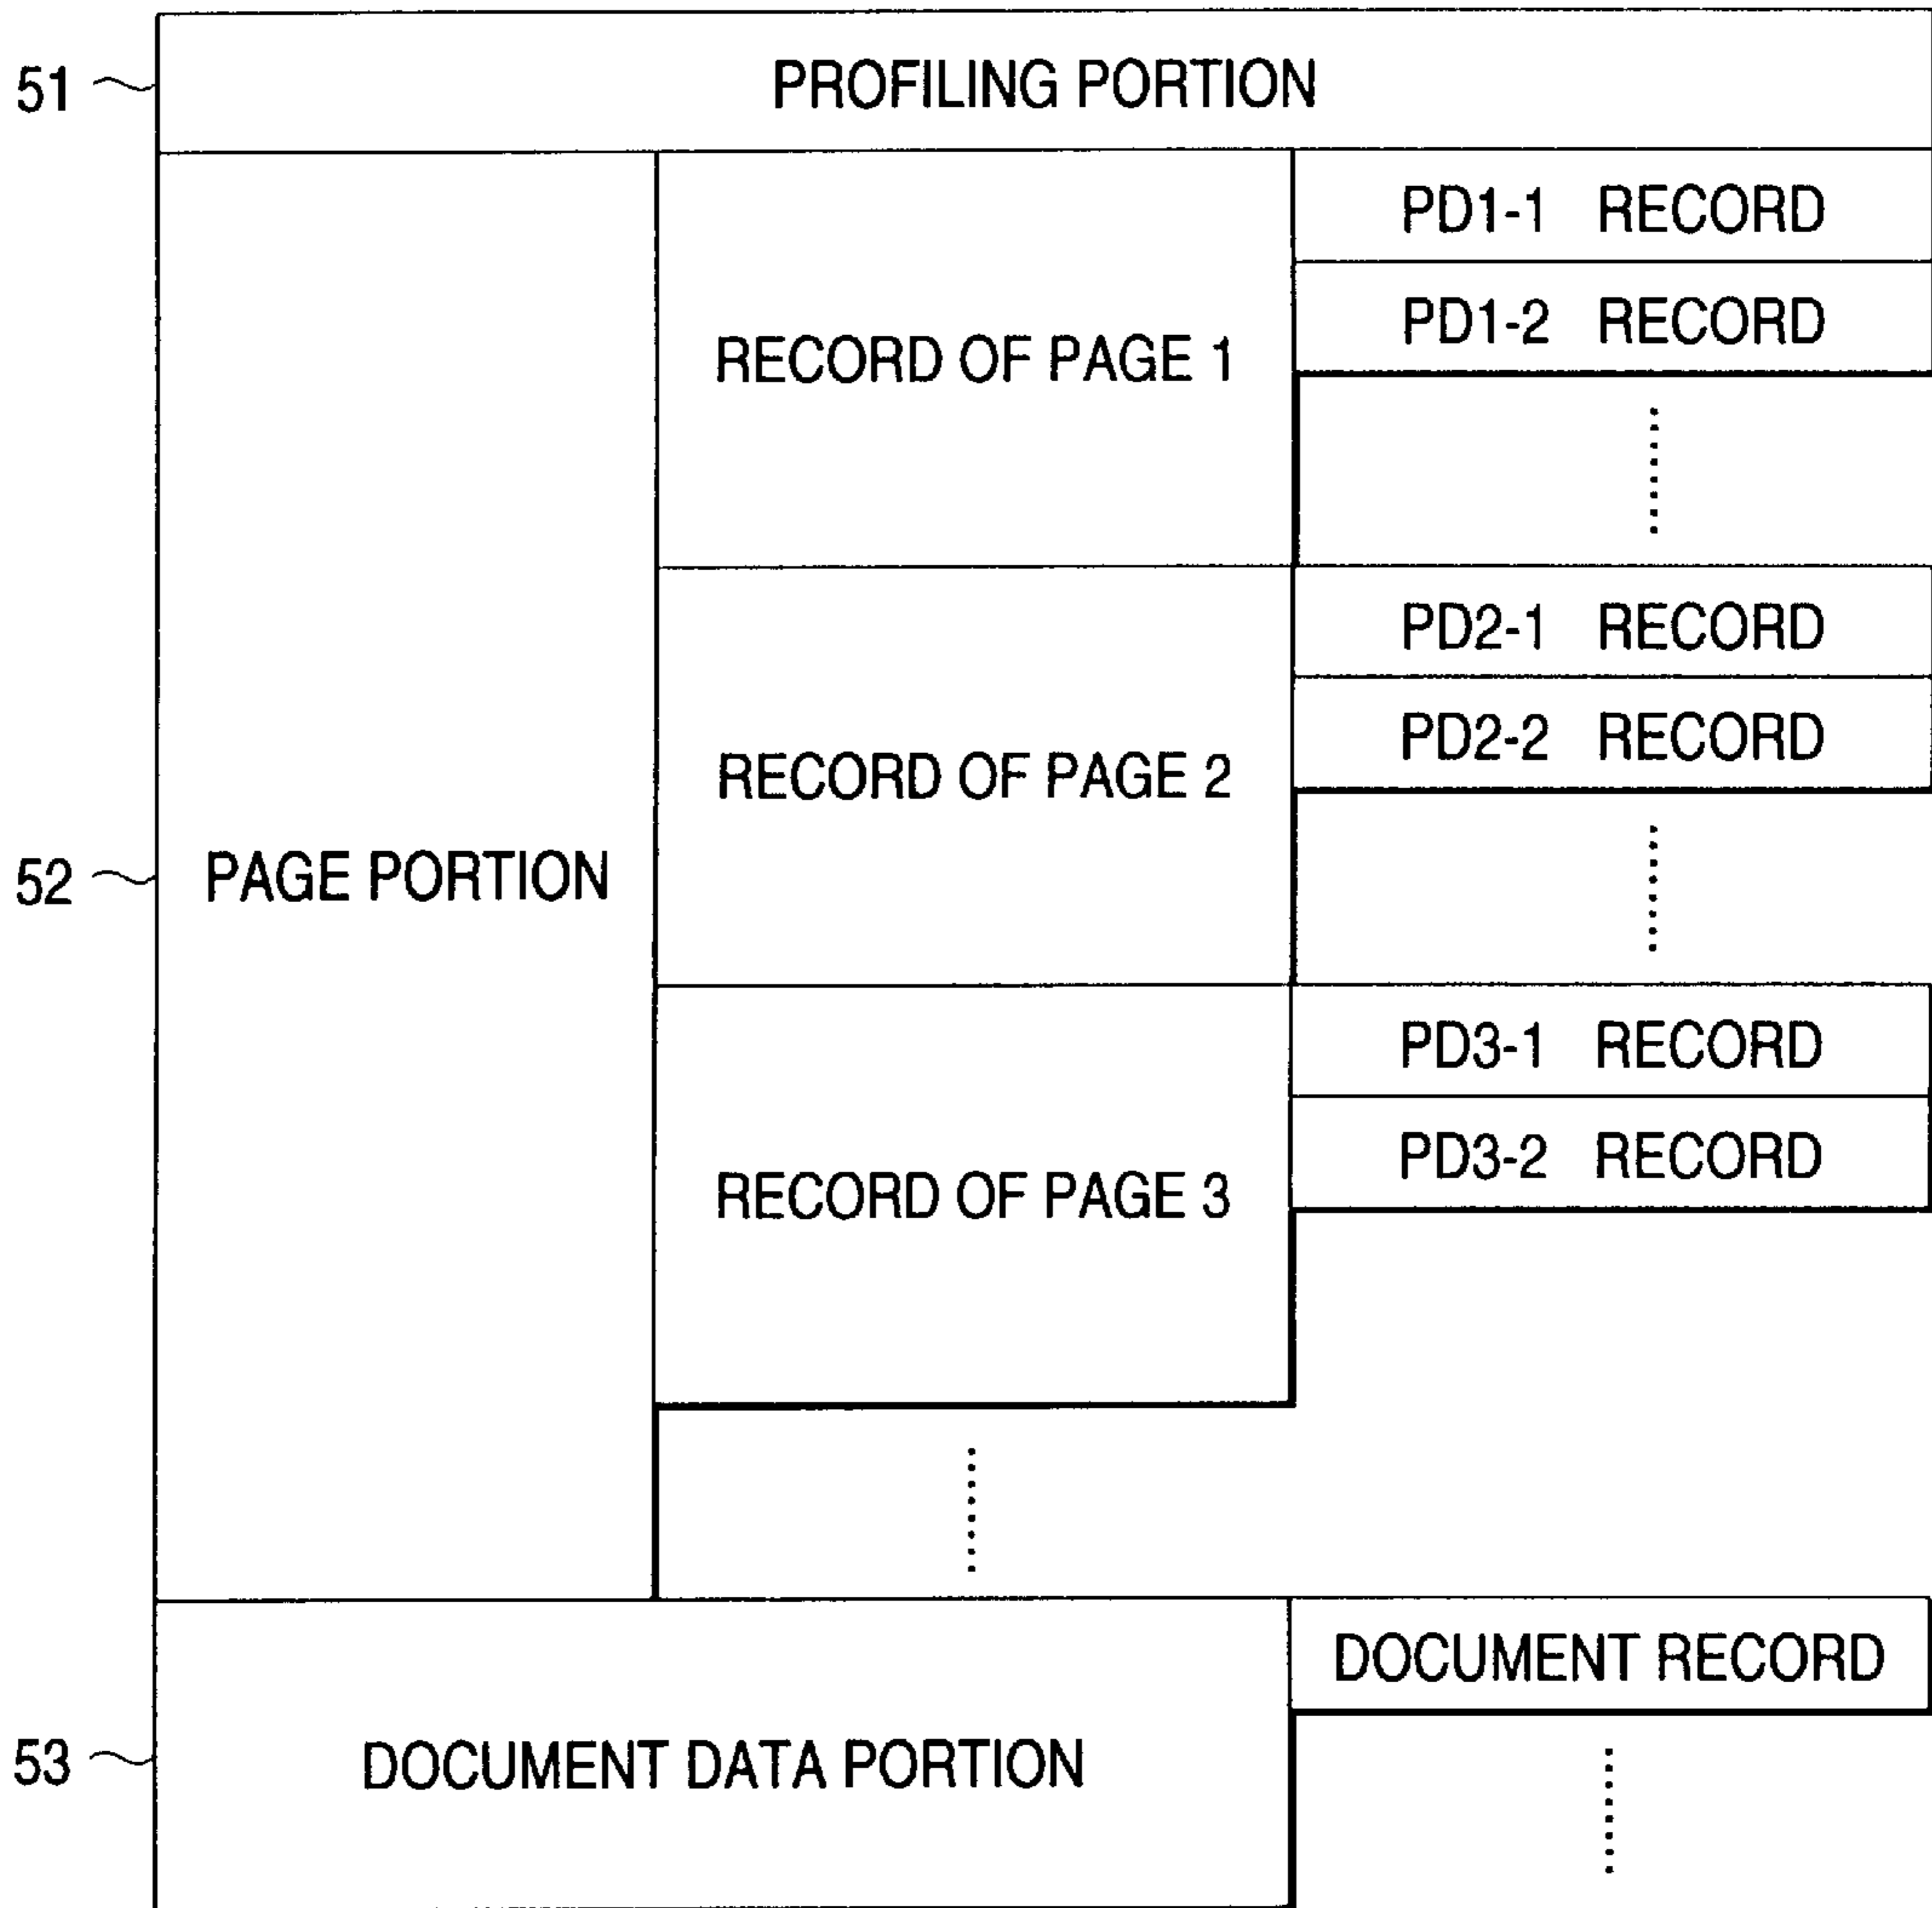 51
PROFILING PORTION
PD1-1 RECORD
PD1-2 RECORD
RECORD OF PAGE 1
PD2-1 RECORD
PD2-2 RECORD
RECORD OF PAGE 2
52
PAGE PORTION
PD3-1 RECORD
PD3-2 RECORD
RECORD OF PAGE 3
DOCUMENT RECORD
53
DOCUMENT DATA PORTION